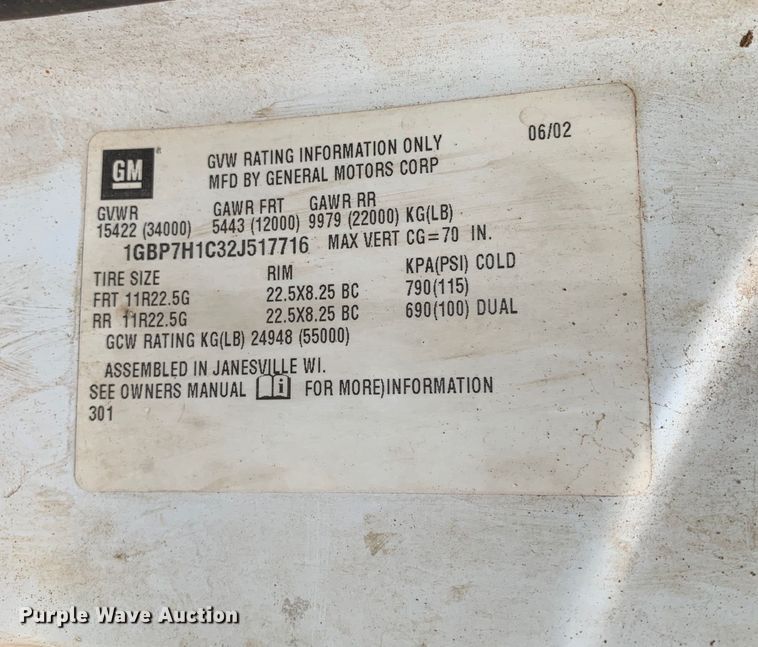 GM®
GVW RATING INFORMATION ONLY 06/02
MFD BY GENERAL MOTORS CORP
GVWR GAWR FRT GAWR RR
15422 (34000) 5443 (12000) 9979 (22000) KG(LB)
1GBP7H1C32J517716 MAX VERT CG=70 IN.
TIRE SIZE RIM KPA(PSI) COLD
FRT 11R22.5G 22.5X8.25 BC 790(115)
RR 11R22.5G 22.5X8.25 BC 690(100) DUAL
GCW RATING KG(LB) 24948 (55000)
ASSEMBLED IN JANESVILLE WI.
SEE OWNERS MANUAL i FOR MORE)INFORMATION
301
Purple Wave Auction